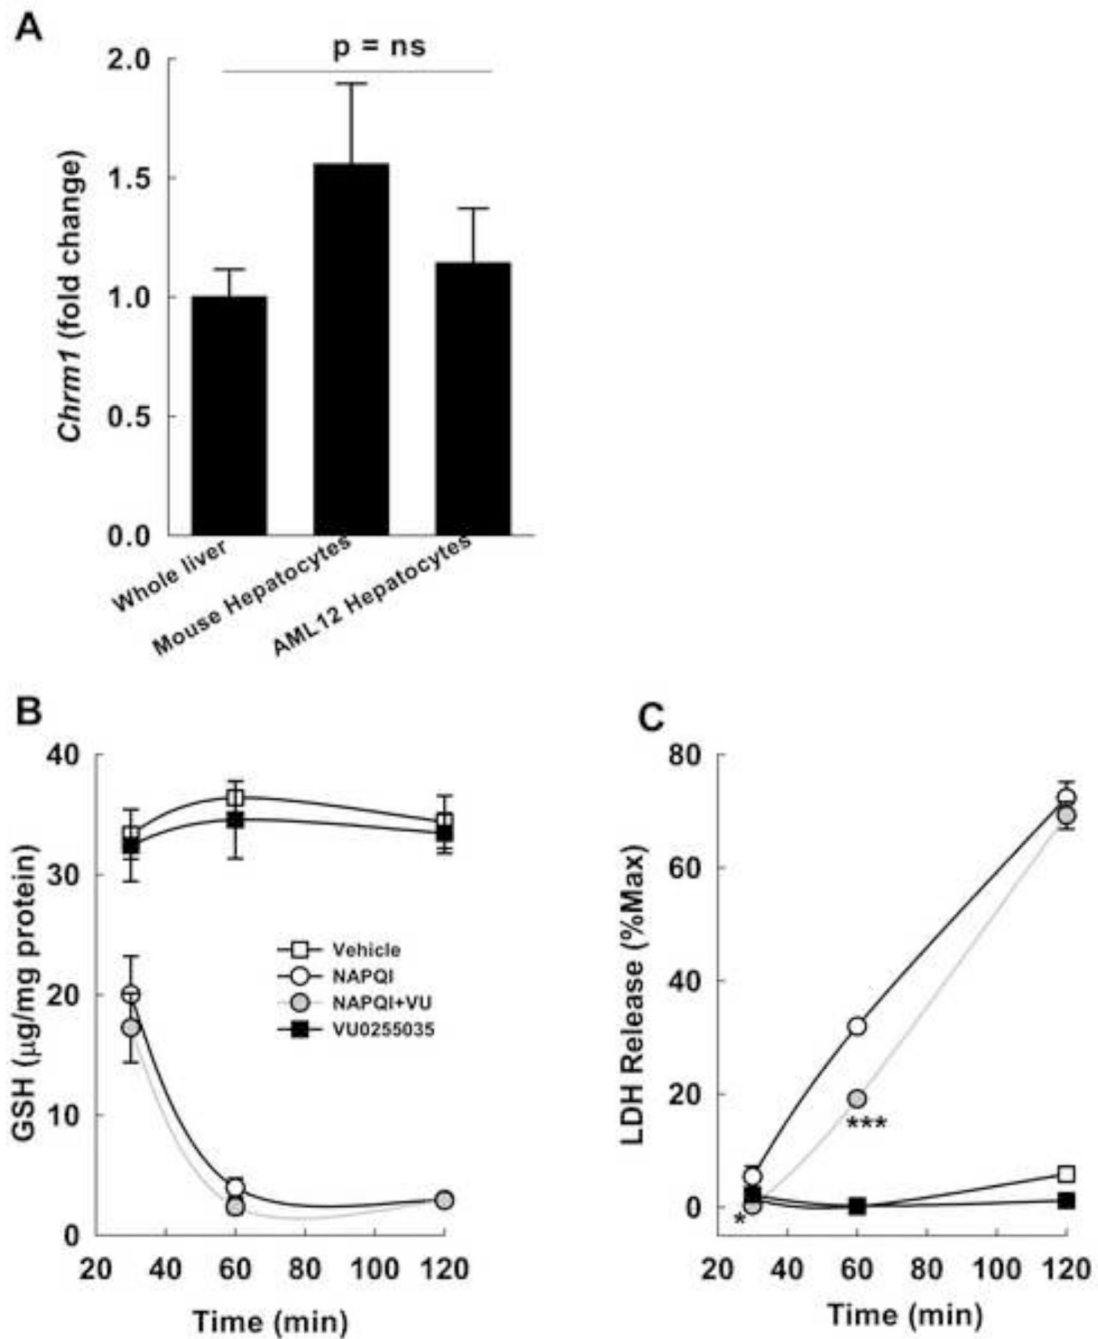 A
p = ns
2.0
1.5
1.0
0.5
0.0
Chrm1 (fold change)
Whole liver
Mouse Hepatocytes
AML12 Hepatocytes
B
40
30
20
10
0
GSH (µg/mg protein)
Vehicle
NAPQI
NAPQI+VU
VU0255035
20 40 60 80 100 120
Time (min)
C
80
60
40
20
0
LDH Release (%Max)
***
*
20 40 60 80 100 120
Time (min)